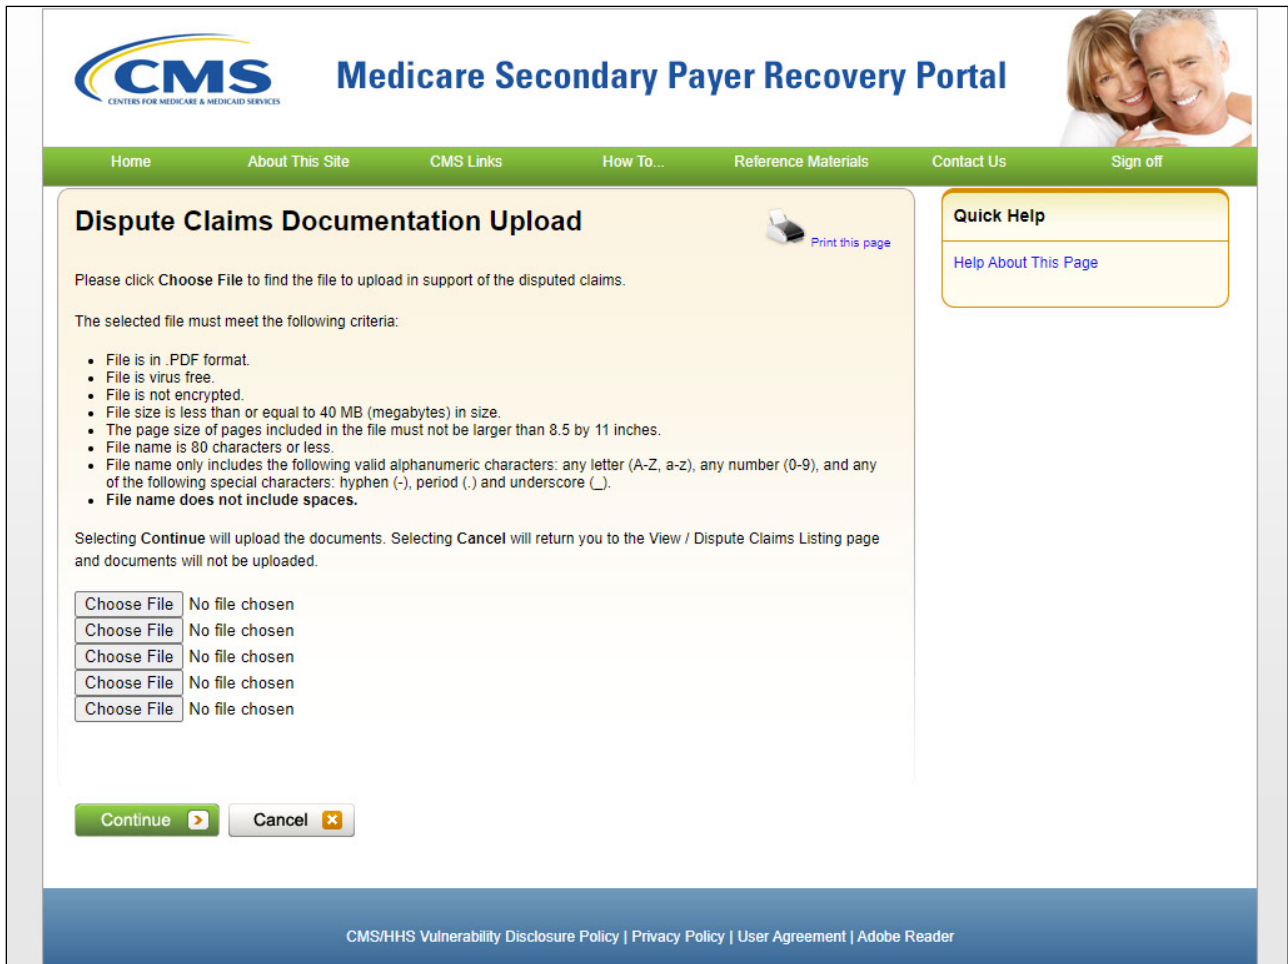 CMS
CENTERS FOR MEDICARE & MEDICAID SERVICES
Medicare Secondary Payer Recovery Portal
Home About This Site CMS Links How To... Reference Materials Contact Us Sign off
Dispute Claims Documentation Upload
Print this page
Please click Choose File to find the file to upload in support of the disputed claims.
The selected file must meet the following criteria:
• File is in .PDF format.
• File is virus free.
• File is not encrypted.
• File size is less than or equal to 40 MB (megabytes) in size.
• The page size of pages included in the file must not be larger than 8.5 by 11 inches.
• File name is 80 characters or less.
• File name only includes the following valid alphanumeric characters: any letter (A-Z, a-z), any number (0-9), and any
of the following special characters: hyphen (-), period (.) and underscore (_).
• File name does not include spaces.
Selecting Continue will upload the documents. Selecting Cancel will return you to the View / Dispute Claims Listing page
and documents will not be uploaded.
Choose File No file chosen
Choose File No file chosen
Choose File No file chosen
Choose File No file chosen
Choose File No file chosen
Continue Cancel
Quick Help
Help About This Page
CMS/HHS Vulnerability Disclosure Policy | Privacy Policy | User Agreement | Adobe Reader